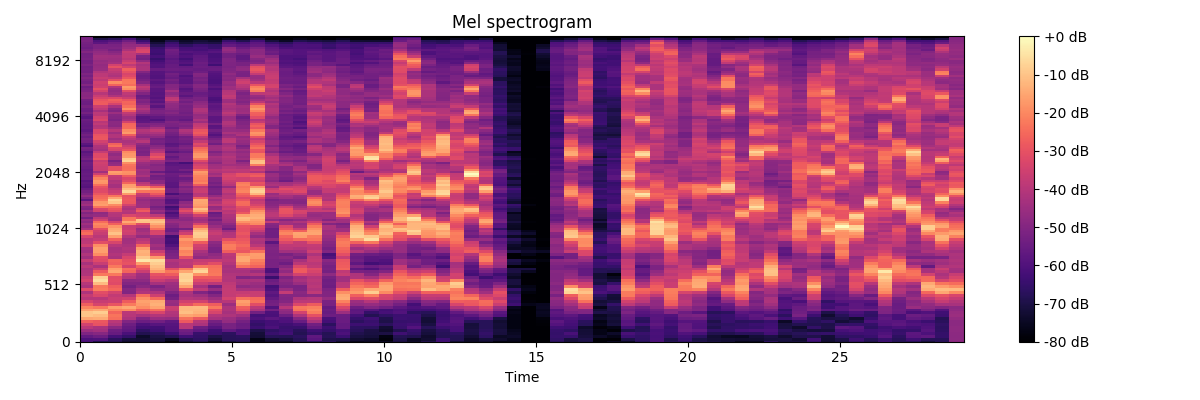 Mel spectrogram
+0 dB
8192
-10 dB
4096
-20 dB
-30 dB
2048
Hz
-40 dB
1024
-50 dB
-60 dB
512
-70 dB
0
-80 dB
0 5 10 15 20 25
Time